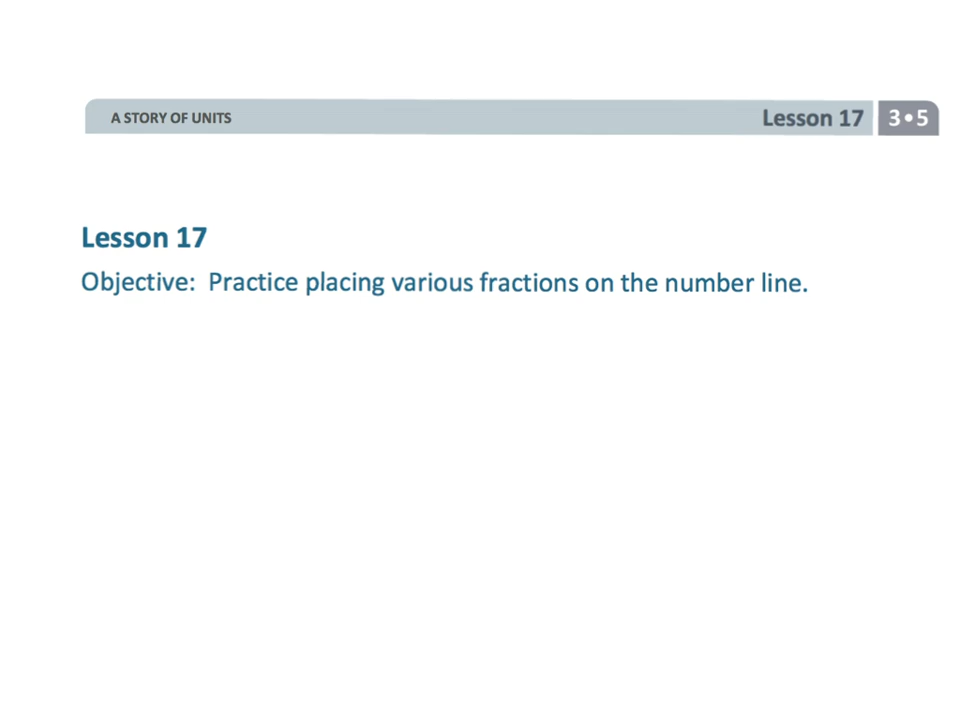 A STORY OF UNITS
Lesson 17 3•5
Lesson 17
Objective: Practice placing various fractions on the number line.